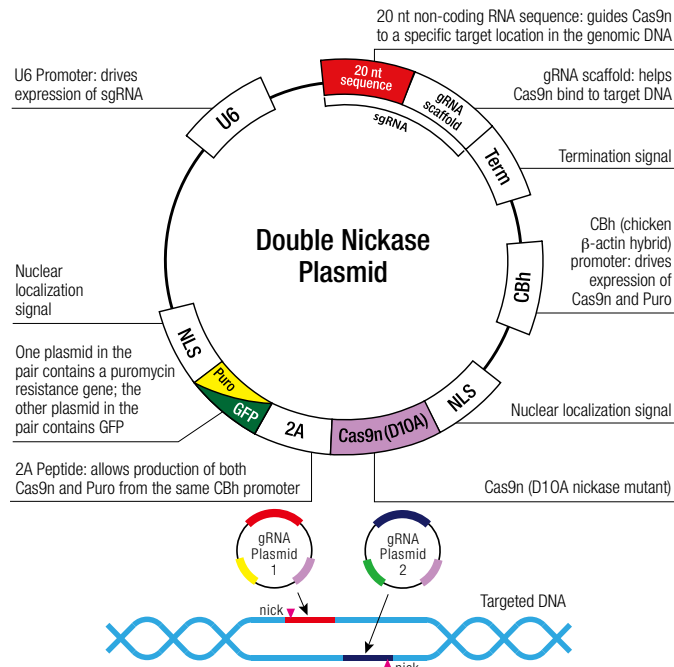 20 nt non-coding RNA sequence: guides Cas9n
to a specific target location in the genomic DNA
U6 Promoter: drives
expression of sgRNA
gRNA scaffold: helps
Cas9n bind to target DNA
20 nt
sequence
gRNA
scaffold
sgRNA
U6
Term
Termination signal
Double Nickase
Plasmid
CBh (chicken
β-actin hybrid)
promoter: drives
expression of
Cas9n and Puro
CBh
Nuclear
localization
signal
NLS
Puro
GFP
2A
Cas9n (D10A)
NLS
One plasmid in the
pair contains a puromycin
resistance gene; the
other plasmid in the
pair contains GFP
Nuclear localization signal
2A Peptide: allows production of both
Cas9n and Puro from the same CBh promoter
Cas9n (D10A nickase mutant)
gRNA
Plasmid
1
gRNA
Plasmid
2
nick
Targeted DNA
nick